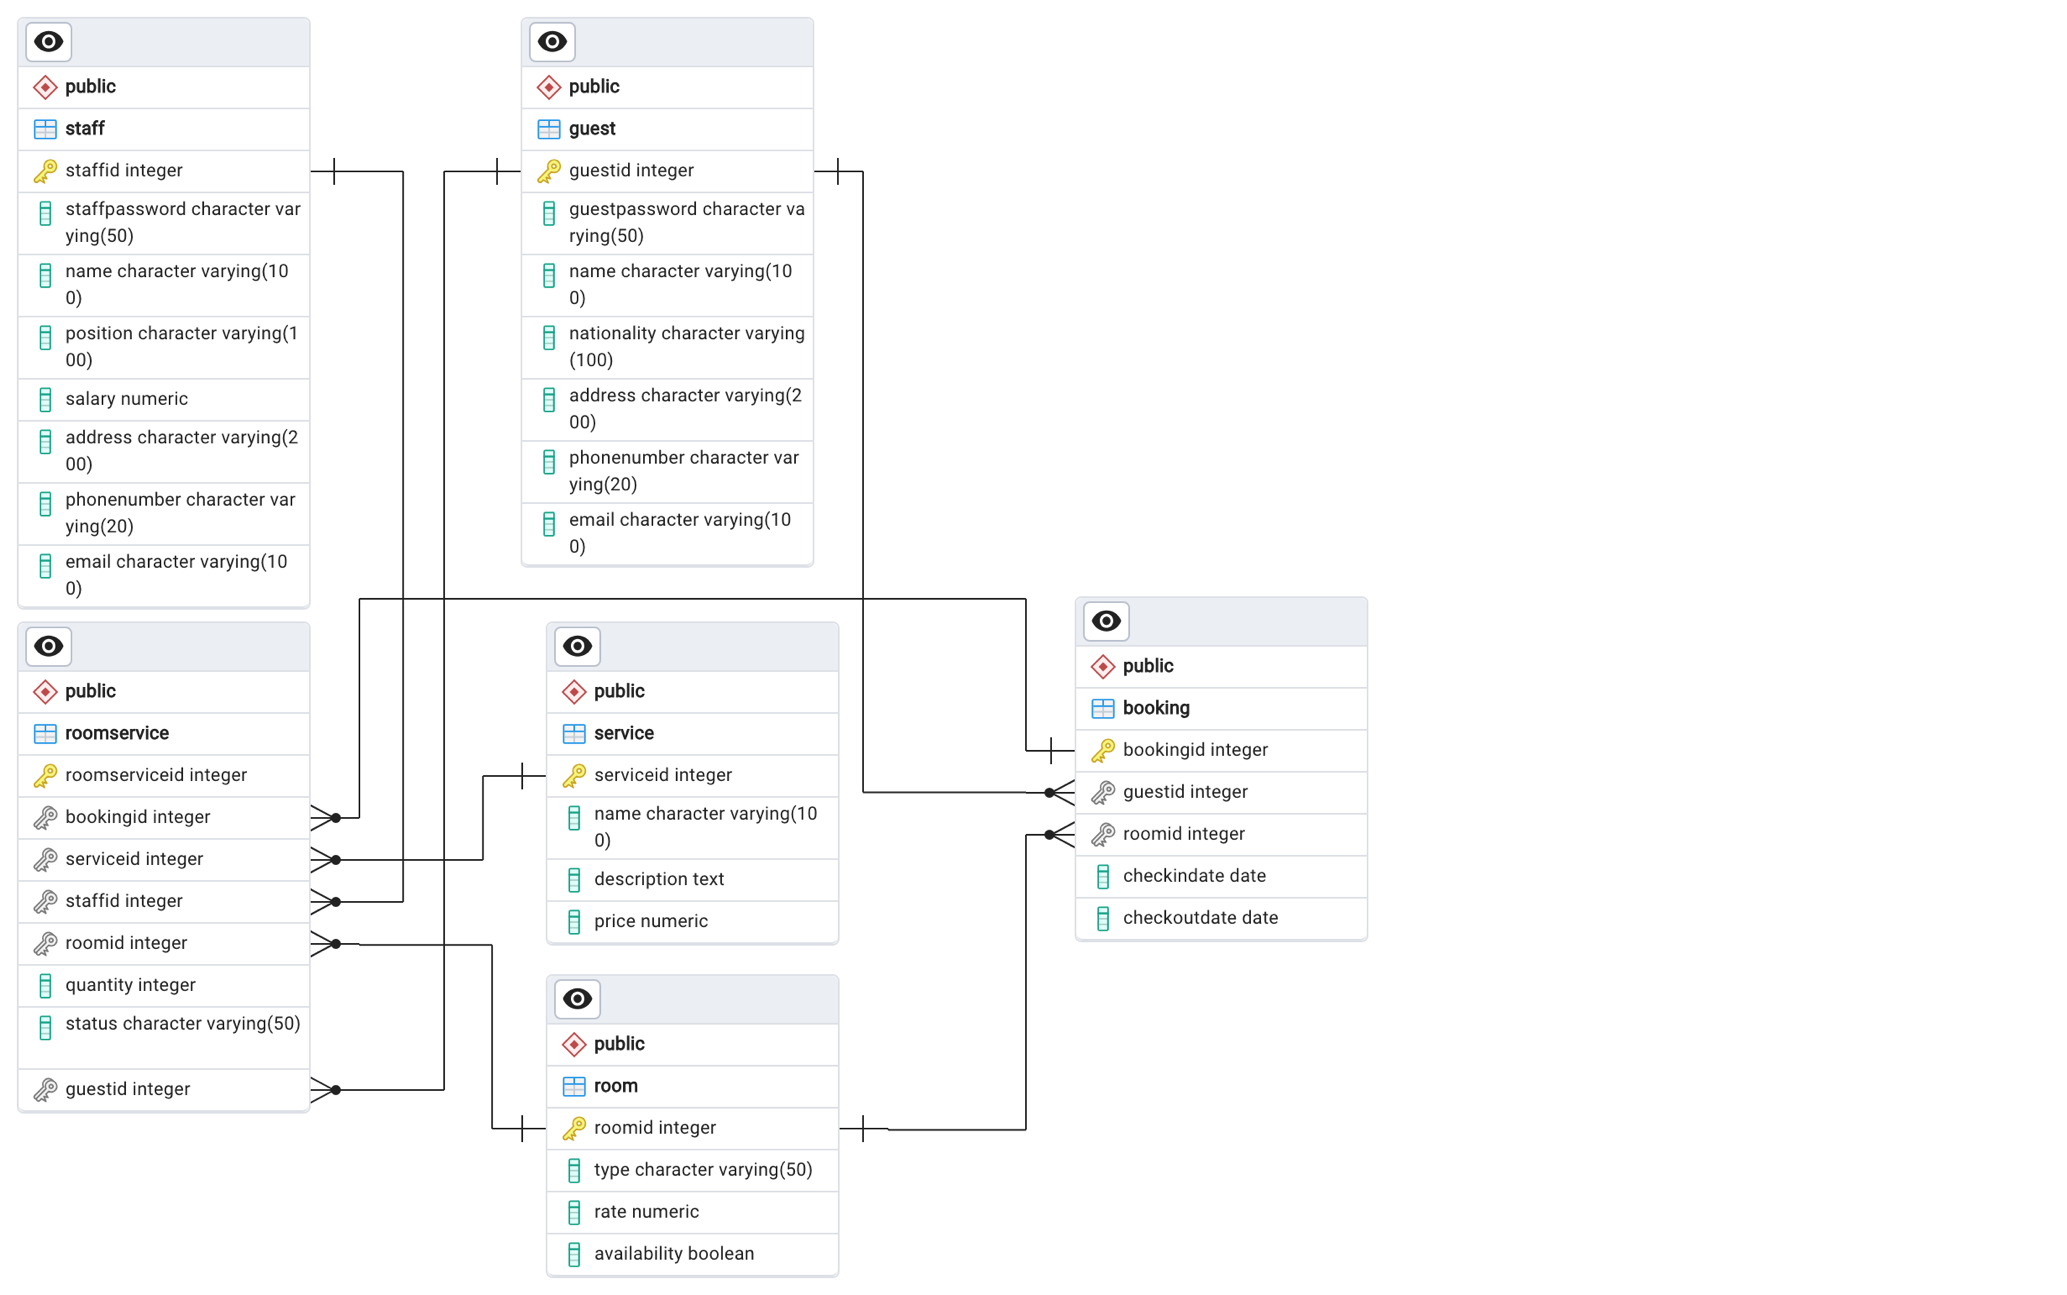 public
staff
staffid integer
staffpassword character var
ying(50)
name character varying(10
0)
position character varying(1
00)
salary numeric
address character varying(2
00)
phonenumber character var
ying(20)
email character varying(10
0)
public
guest
guestid integer
guestpassword character va
rying(50)
name character varying(10
0)
nationality character varying
(100)
address character varying(2
00)
phonenumber character var
ying(20)
email character varying(10
0)
public
roomservice
roomserviceid integer
bookingid integer
serviceid integer
staffid integer
roomid integer
quantity integer
status character varying(50)
guestid integer
public
service
serviceid integer
name character varying(10
0)
description text
price numeric
public
room
roomid integer
type character varying(50)
rate numeric
availability boolean
public
booking
bookingid integer
guestid integer
roomid integer
checkindate date
checkoutdate date